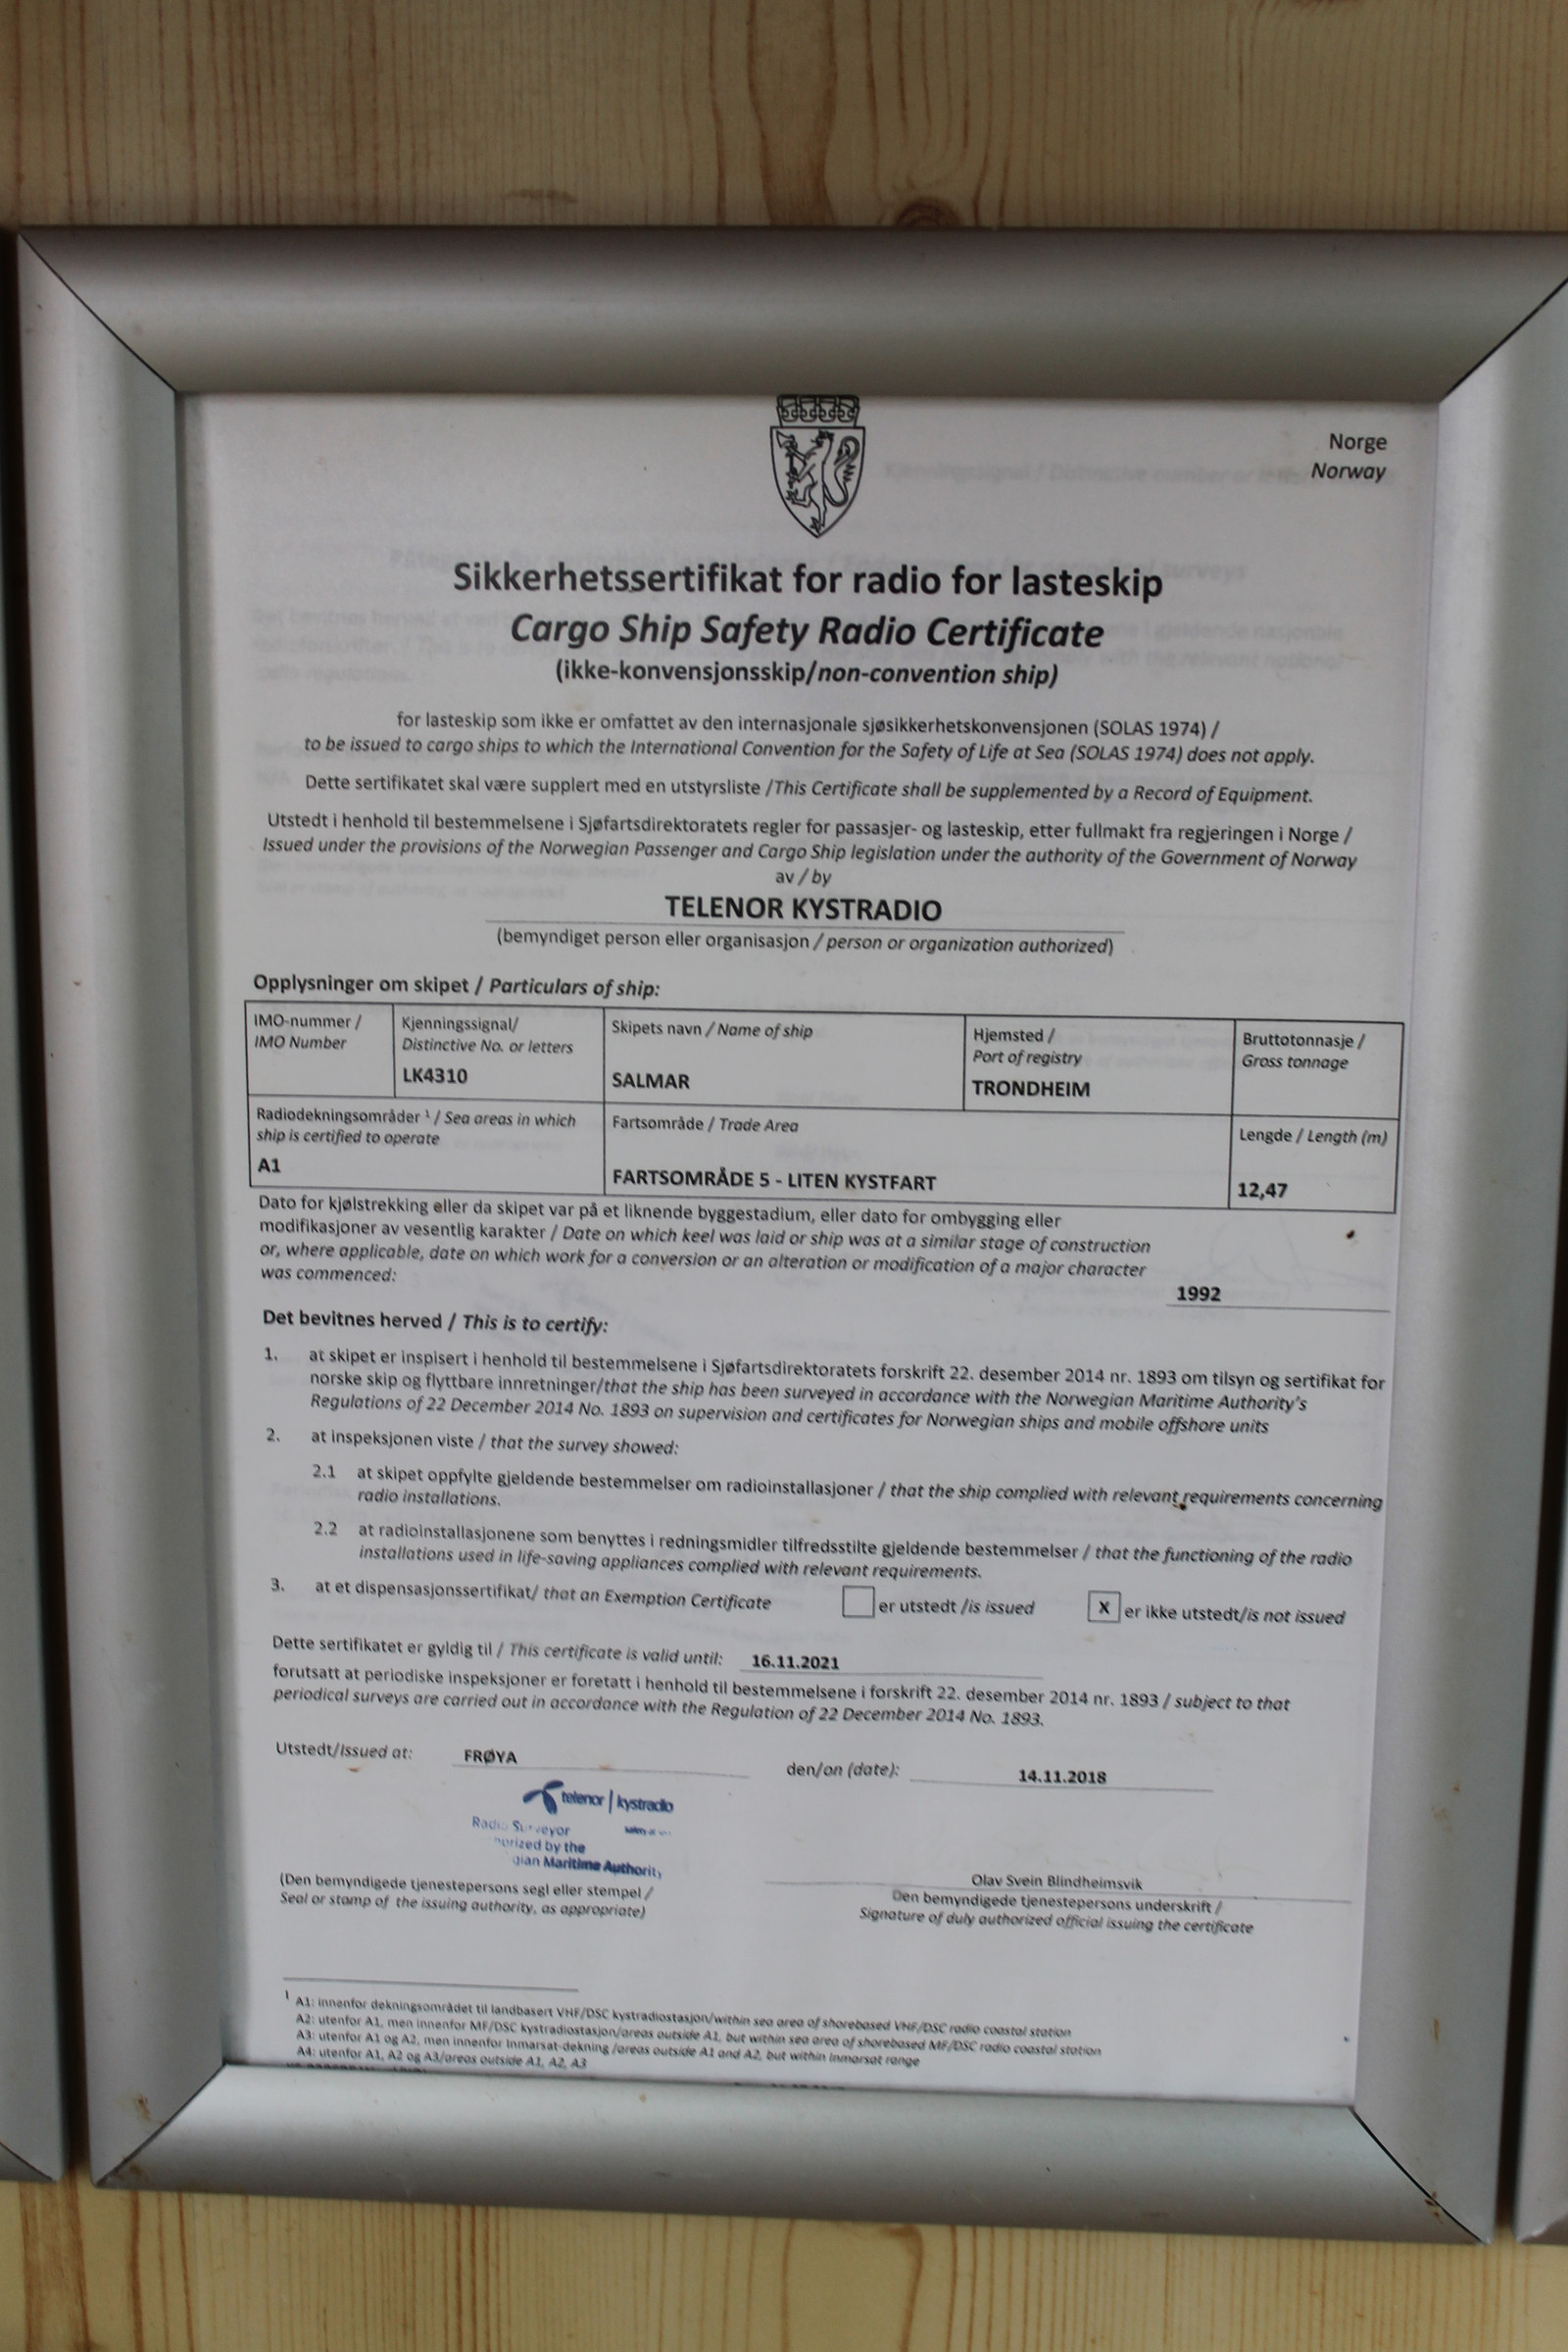 Norge
Norway
Sikkerhetssertifikat for radio for lasteskip
Cargo Ship Safety Radio Certificate
(ikke-konvensjonsskip/non-convention ship)
for lasteskip som ikke er omfattet av den internasjonale sjøsikkerhetskonvensjonen (SOLAS 1974) /
to be issued to cargo ships to which the International Convention for the Safety of Life at Sea (SOLAS 1974) does not apply.
Dette sertifikatet skal være supplert med en utstyrsliste /This Certificate shall be supplemented by a Record of Equipment.
Utstedt i henhold til bestemmelsene i Sjøfartsdirektoratets regler for passasjer- og lasteskip, etter fullmakt fra regjeringen i Norge /
Issued under the provisions of the Norwegian Passenger and Cargo Ship legislation under the authority of the Government of Norway
av / by
TELENOR KYSTRADIO
(bemyndiget person eller organisasjon / person or organization authorized)
Opplysninger om skipet / Particulars of ship:
IMO-nummer /
IMO Number
Kjenningssignal/
Distinctive No. or letters
LK4310
Skipets navn / Name of ship
SALMAR
Hjemsted /
Port of registry
TRONDHEIM
Bruttotonnasje /
Gross tonnage
Radiodekningsområder ¹ / Sea areas in which
ship is certified to operate
A1
Fartsområde / Trade Area
FARTSOMRÅDE 5 - LITEN KYSTFART
Lengde / Length (m)
12,47
Dato for kjølstrekking eller da skipet var på et liknende byggestadium, eller dato for ombygging eller
modifikasjoner av vesentlig karakter / Date on which keel was laid or ship was at a similar stage of construction
or, where applicable, date on which work for a conversion or an alteration or modification of a major character
was commenced:
1992
Det bevitnes herved / This is to certify:
1. at skipet er inspisert i henhold til bestemmelsene i Sjøfartsdirektoratets forskrift 22. desember 2014 nr. 1893 om tilsyn og sertifikat for
norske skip og flyttbare innretninger/that the ship has been surveyed in accordance with the Norwegian Maritime Authority's
Regulations of 22 December 2014 No. 1893 on supervision and certificates for Norwegian ships and mobile offshore units
2. at inspeksjonen viste / that the survey showed:
2.1 at skipet oppfylte gjeldende bestemmelser om radioinstallasjoner / that the ship complied with relevant requirements concerning
radio installations.
2.2 at radioinstallasjonene som benyttes i redningsmidler tilfredsstilte gjeldende bestemmelser / that the functioning of the radio
installations used in life-saving appliances complied with relevant requirements.
3. at et dispensasjonssertifikat/ that an Exemption Certificate er utstedt /is issued X er ikke utstedt/is not issued
Dette sertifikatet er gyldig til / This certificate is valid until: 16.11.2021
forutsatt at periodiske inspeksjoner er foretatt i henhold til bestemmelsene i forskrift 22. desember 2014 nr. 1893 / subject to that
periodical surveys are carried out in accordance with the Regulation of 22 December 2014 No. 1893.
Utstedt/Issued at: FRØYA den/on (date): 14.11.2018
telenor | kystradio
Radio Surveyor
orized by the
gian Maritime Authority
(Den bemyndigede tjenestepersons segl eller stempel /
Seal or stamp of the issuing authority, as appropriate)
Olav Svein Blindheimsvik
Den bemyndigede tjenestepersons underskrift /
Signature of duly authorized official issuing the certificate
1 A1: innenfor dekningsområdet til landbasert VHF/DSC kystradiostasjon/within sea area of shorebased VHF/DSC radio coastal station
A2: utenfor A1, men innenfor MF/DSC kystradiostasjon/areas outside A1, but within sea area of shorebased MF/DSC radio coastal station
A3: utenfor A1 og A2, men innenfor Inmarsat-dekning /areas outside A1 and A2, but within Inmarsat range
A4: utenfor A1, A2 og A3/areas outside A1, A2, A3